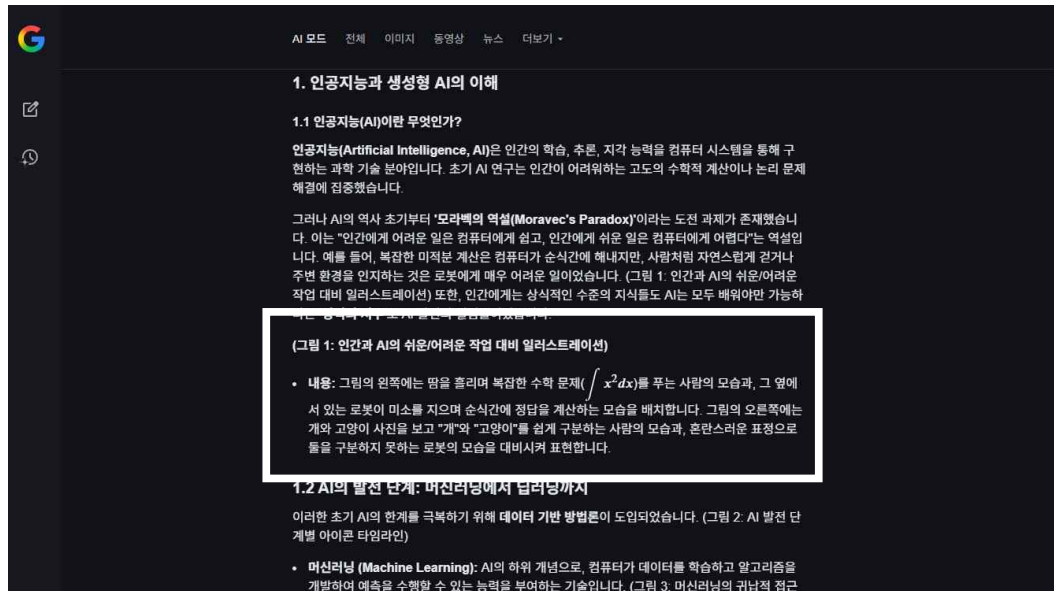 AI 모드 전체 이미지 동영상 뉴스 더보기
1. 인공지능과 생성형 AI의 이해
1.1 인공지능(AI)이란 무엇인가?
인공지능(Artificial Intelligence, AI)은 인간의 학습, 추론, 지각 능력을 컴퓨터 시스템을 통해 구
현하는 과학 기술 분야입니다. 초기 AI 연구는 인간이 어려워하는 고도의 수학적 계산이나 논리 문제
해결에 집중했습니다.
그러나 AI의 역사 초기부터 '모라벡의 역설(Moravec's Paradox)'이라는 도전 과제가 존재했습니
다. 이는 "인간에게 어려운 일은 컴퓨터에게 쉽고, 인간에게 쉬운 일은 컴퓨터에게 어렵다"는 역설입
니다. 예를 들어, 복잡한 미적분 계산은 컴퓨터가 순식간에 해내지만, 사람처럼 자연스럽게 걷거나
주변 환경을 인지하는 것은 로봇에게 매우 어려운 일이었습니다. (그림 1: 인간과 AI의 쉬운/어려운
작업 대비 일러스트레이션) 또한, 인간에게는 상식적인 수준의 지식들도 AI는 모두 배워야만 가능하
(그림 1: 인간과 AI의 쉬운/어려운 작업 대비 일러스트레이션)
• 내용: 그림의 왼쪽에는 땀을 흘리며 복잡한 수학 문제(∫ x²dx)를 푸는 사람의 모습과, 그 옆에
서 있는 로봇이 미소를 지으며 순식간에 정답을 계산하는 모습을 배치합니다. 그림의 오른쪽에는
개와 고양이 사진을 보고 "개"와 "고양이"를 쉽게 구분하는 사람의 모습과, 혼란스러운 표정으로
둘을 구분하지 못하는 로봇의 모습을 대비시켜 표현합니다.
1.2 AI의 발전 단계: 머신러닝에서 딥러닝까지
이러한 초기 AI의 한계를 극복하기 위해 데이터 기반 방법론이 도입되었습니다. (그림 2: AI 발전 단
계별 아이콘 타임라인)
• 머신러닝 (Machine Learning): AI의 하위 개념으로, 컴퓨터가 데이터를 학습하고 알고리즘을
개발하여 예측을 수행할 수 있는 능력을 부여하는 기술입니다. (그림 3: 머신러닝의 귀납적 접근